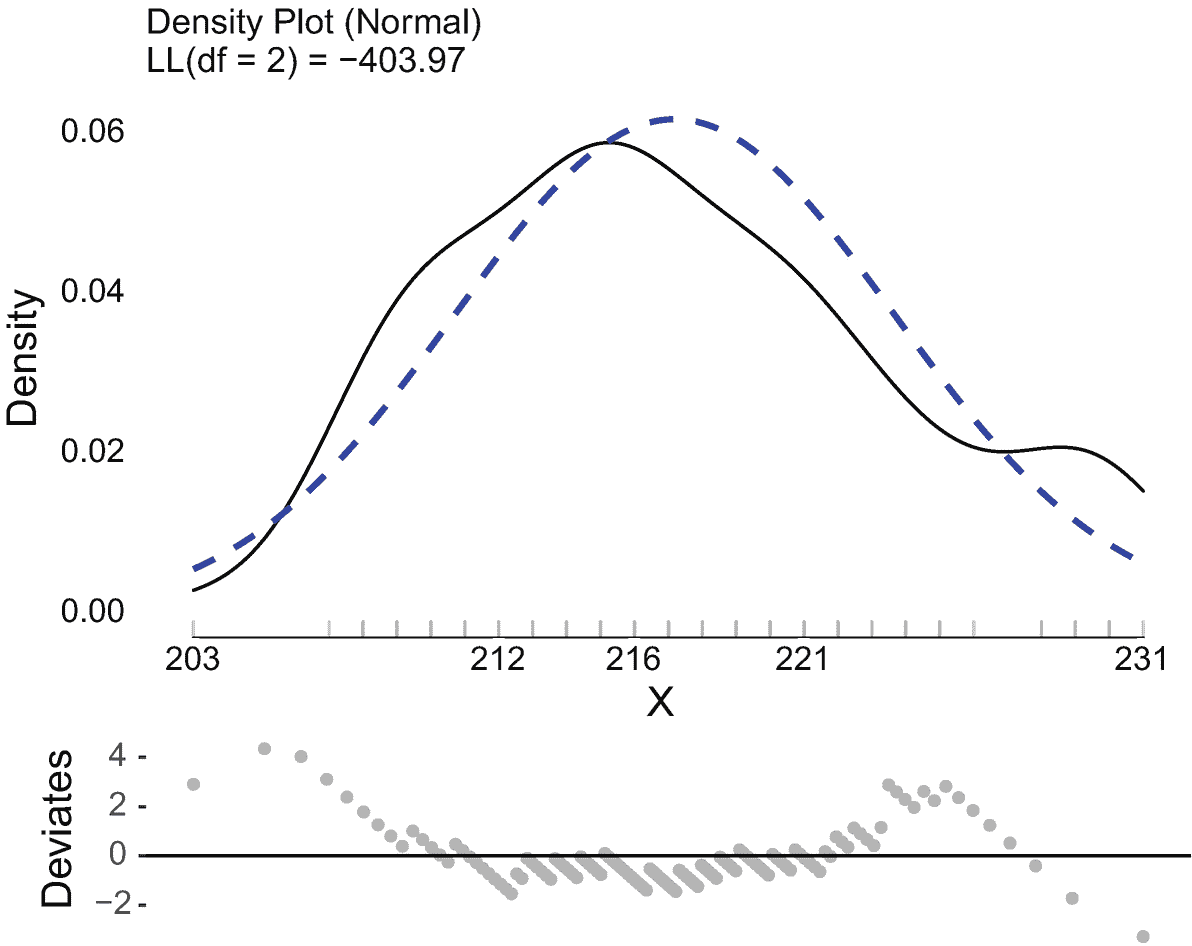 Density Plot (Normal)
LL(df = 2) = −403.97
Density
0.06
0.04
0.02
0.00
203 212 216 221 231
X
Deviates
4
2
0
−2